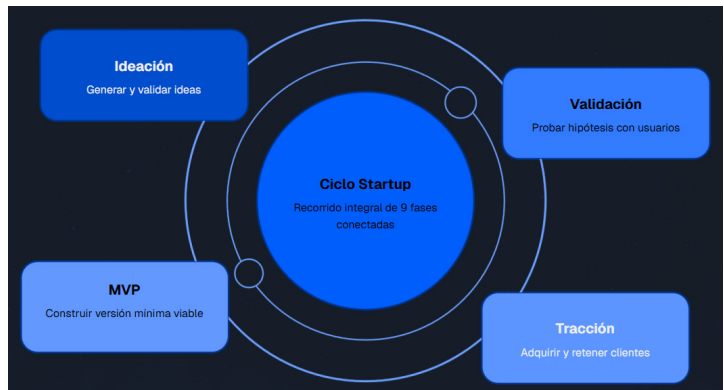 Ideación
Generar y validar ideas
Validación
Probar hipótesis con usuarios
Ciclo Startup
Recorrido integral de 9 fases
conectadas
MVP
Construir versión mínima viable
Tracción
Adquirir y retener clientes